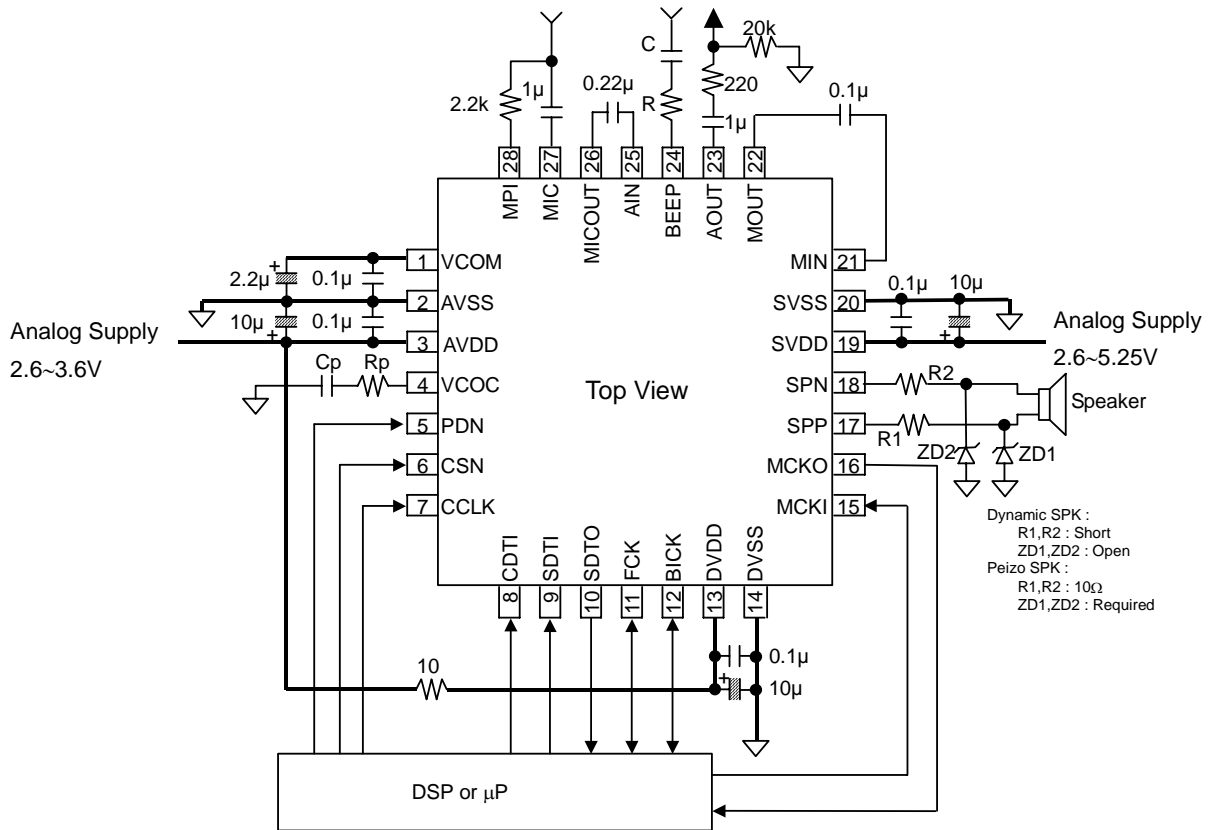 C
20k
220
1µ
0.22µ
2.2k
R
1µ
0.1µ
28
27
26
25
24
23
22
MPI
MIC
MICOUT
AIN
BEEP
AOUT
MOUT
1
VCOM
MIN
21
+
2.2µ
0.1µ
2
AVSS
SVSS
20
0.1µ
10µ
10µ
0.1µ
+
3
AVDD
SVDD
19
+
Analog Supply
2.6~3.6V
Analog Supply
2.6~5.25V
Cp
Rp
4
VCOC
Top View
SPN
18
R2
Speaker
5
PDN
SPP
17
R1
ZD2
ZD1
6
CSN
MCKO
16
7
CCLK
MCKI
15
Dynamic SPK :
R1,R2 : Short
ZD1,ZD2 : Open
Peizo SPK :
R1,R2 : 10Ω
ZD1,ZD2 : Required
CDTI
SDTI
SDTO
FCK
BICK
DVDD
DVSS
8
9
10
11
12
13
14
0.1µ
10
+
10µ
DSP or µP